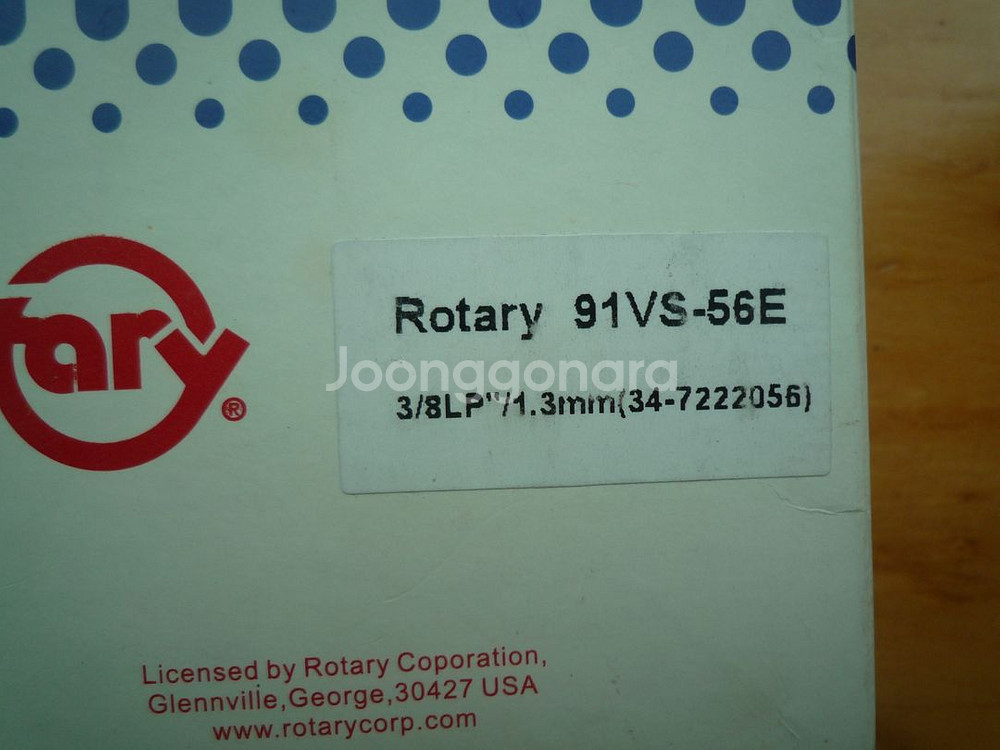 tary®
Rotary 91VS-56E
Joonggonara
3/8LP"/1.3mm(34-7222056)
Licensed by Rotary Coporation,
Glennville,George,30427 USA
www.rotarycorp.com